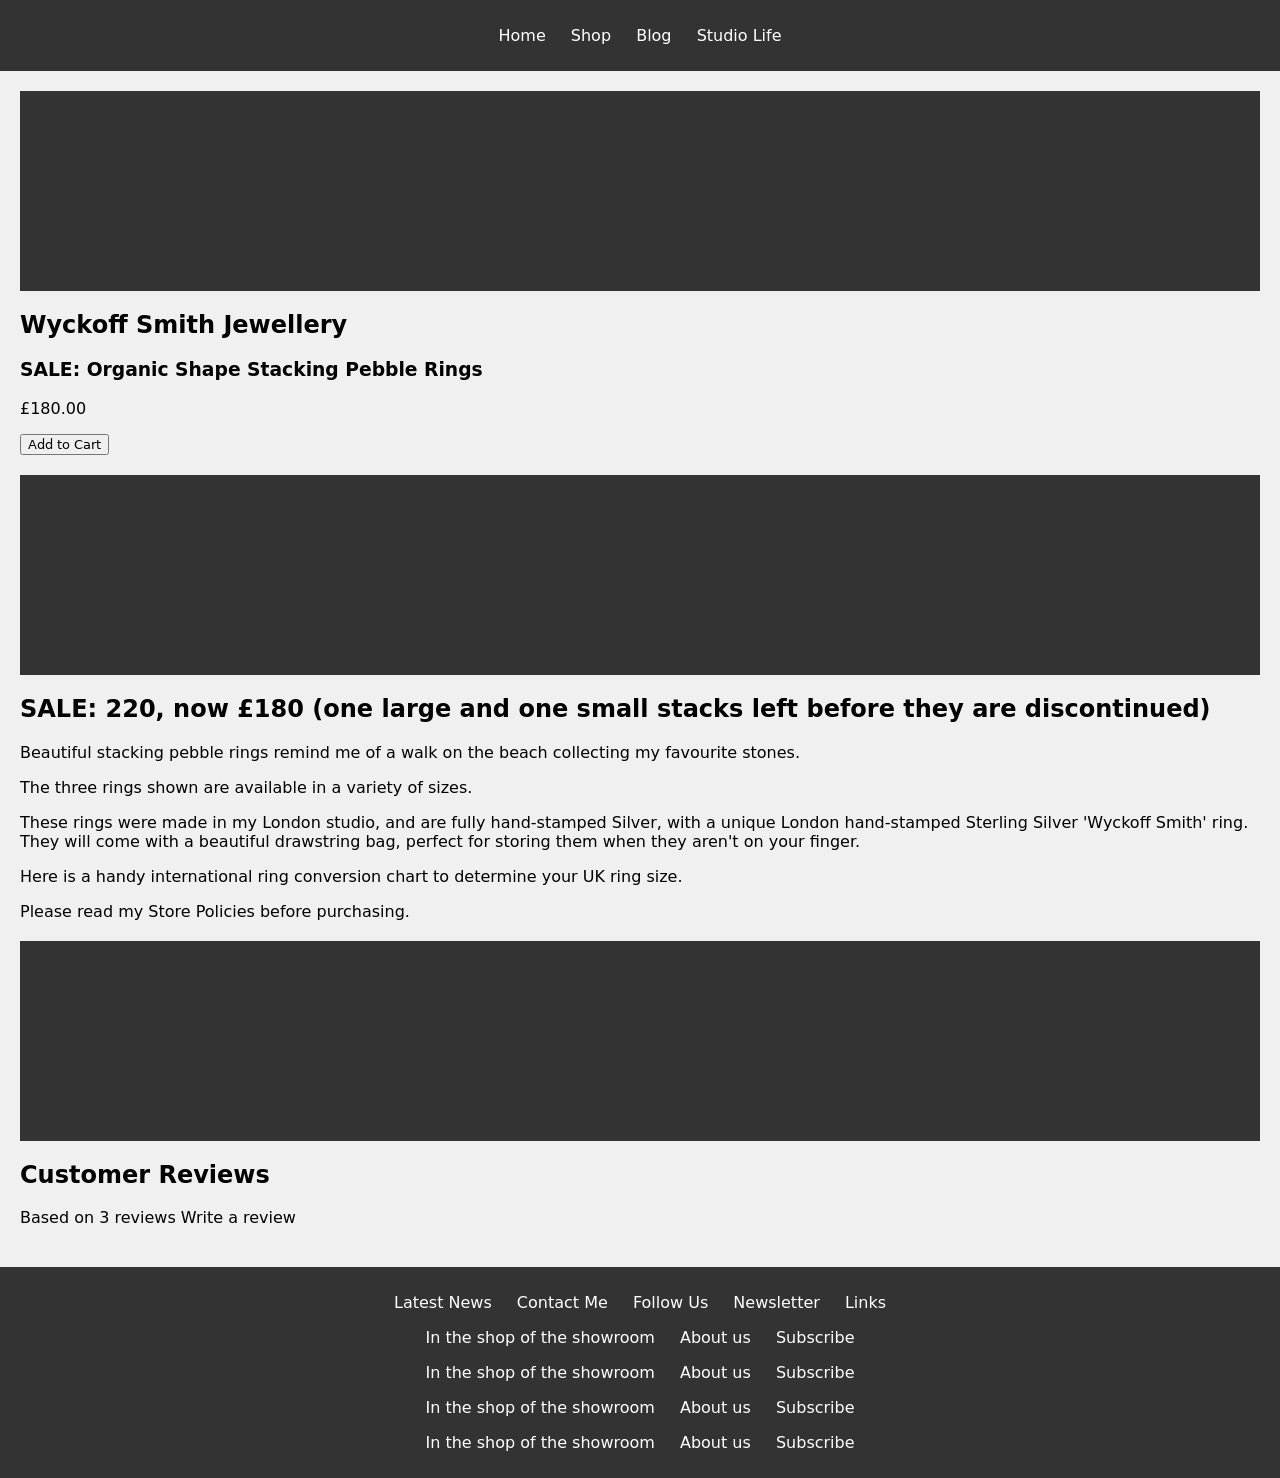 Home Shop Blog Studio Life
Wyckoff Smith Jewellery
SALE: Organic Shape Stacking Pebble Rings
£180.00
Add to Cart
SALE: 220, now £180 (one large and one small stacks left before they are discontinued)
Beautiful stacking pebble rings remind me of a walk on the beach collecting my favourite stones.
The three rings shown are available in a variety of sizes.
These rings were made in my London studio, and are fully hand-stamped Silver, with a unique London hand-stamped Sterling Silver 'Wyckoff Smith' ring.
They will come with a beautiful drawstring bag, perfect for storing them when they aren't on your finger.
Here is a handy international ring conversion chart to determine your UK ring size.
Please read my Store Policies before purchasing.
Customer Reviews
Based on 3 reviews Write a review
Latest News Contact Me Follow Us Newsletter Links
In the shop of the showroom About us Subscribe
In the shop of the showroom About us Subscribe
In the shop of the showroom About us Subscribe
In the shop of the showroom About us Subscribe